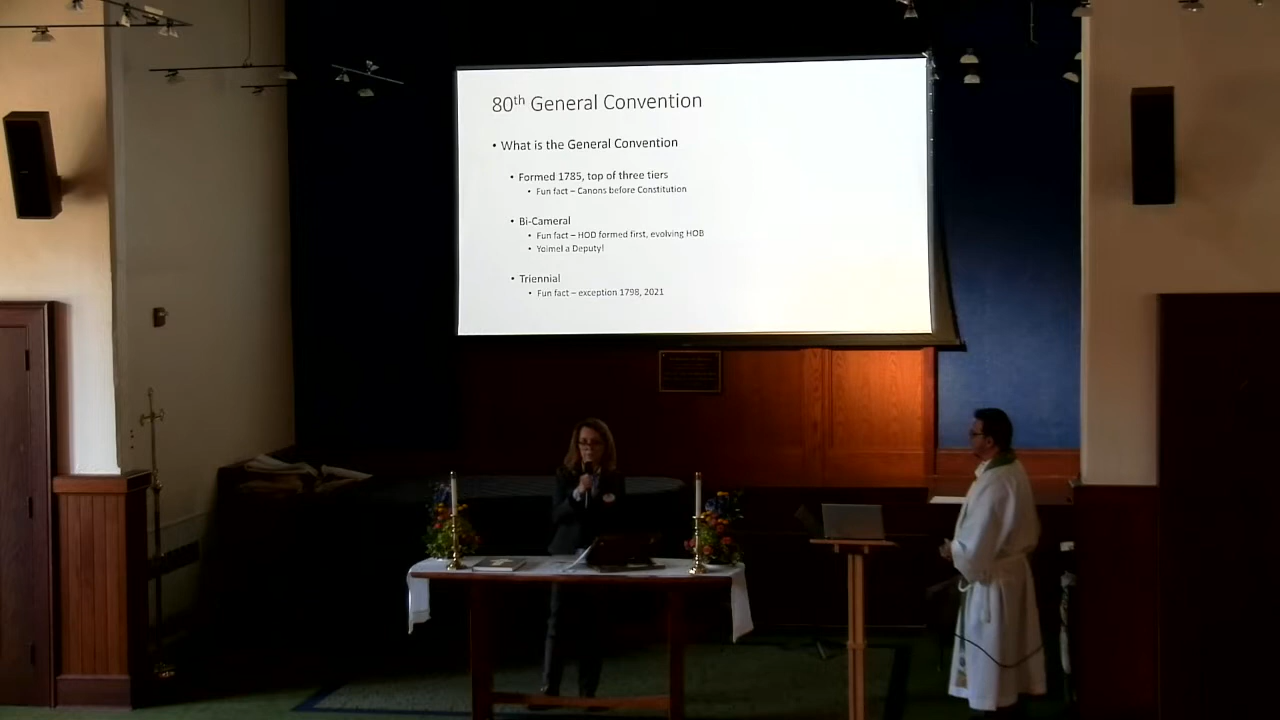 80th General Convention
• What is the General Convention
• Formed 1785, top of three tiers
• Fun fact – Canons before Constitution
• Bi-Cameral
• Fun fact – HOD formed first, evolving HOB
• Yoimel a Deputy!
• Triennial
• Fun fact – exception 1798, 2021